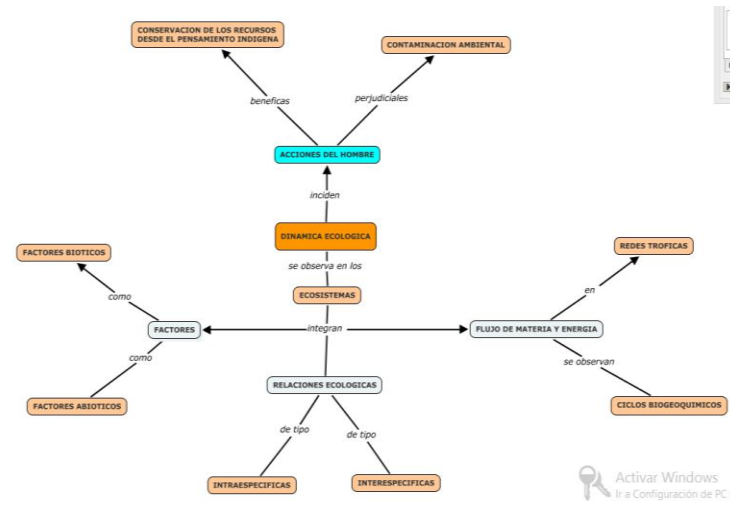 CONSERVACION DE LOS RECURSOS
DESDE EL PENSAMIENTO INDIGENA
CONTAMINACION AMBIENTAL
beneficas
perjudiciales
ACCIONES DEL HOMBRE
inciden
DINAMICA ECOLOGICA
FACTORES BIOTICOS
REDES TROFICAS
se observa en los
como
ECOSISTEMAS
en
FACTORES
integran
FLUJO DE MATERIA Y ENERGIA
como
se observan
RELACIONES ECOLOGICAS
FACTORES ABIOTICOS
CICLOS BIOGEOQUIMICOS
de tipo
de tipo
INTRAESPECIFICAS
INTERESPECIFICAS
Activar Windows
Ir a Configuración de PC